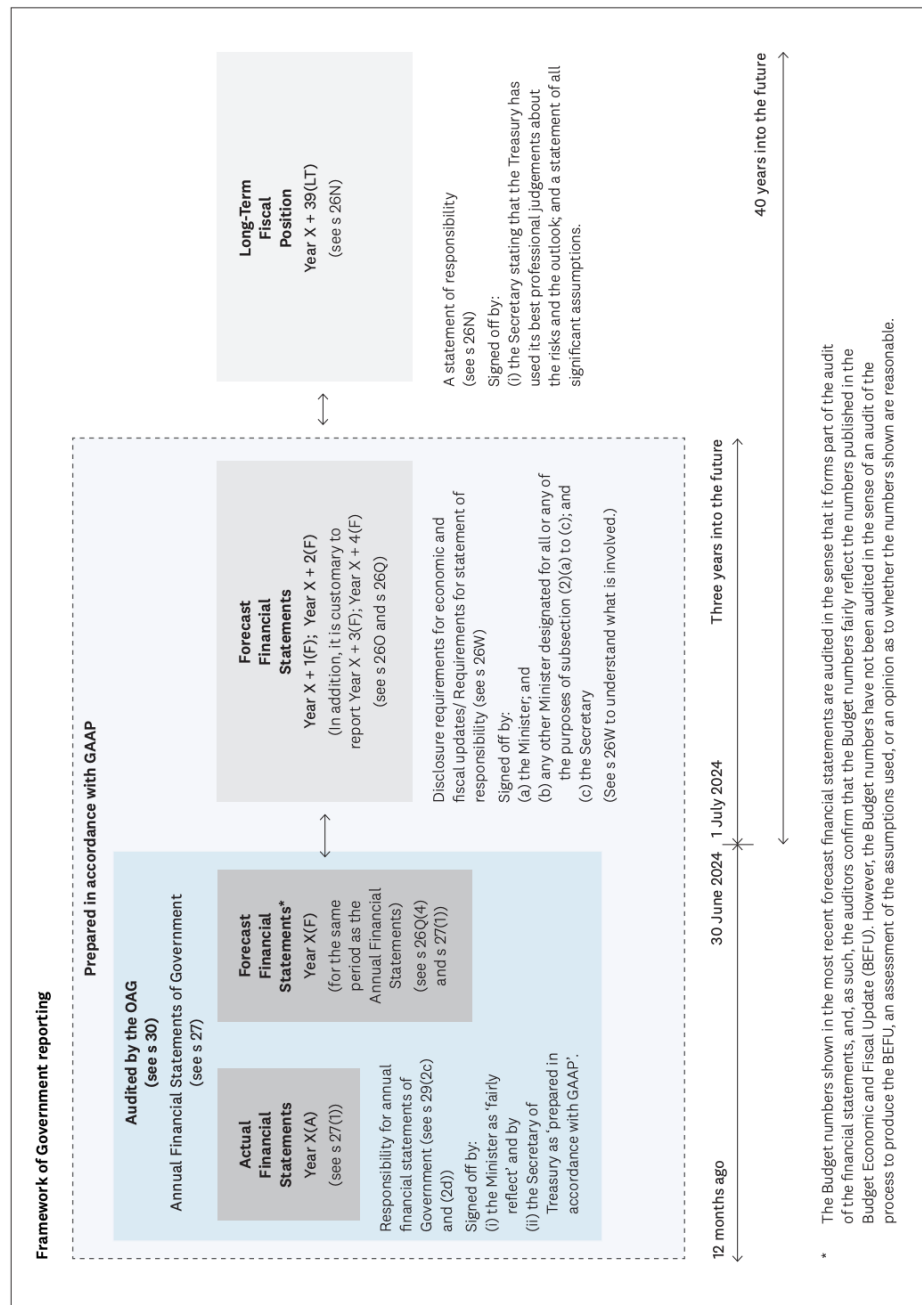 Framework of Government reporting
Prepared in accordance with GAAP
Audited by the OAG
(see s 30)
Annual Financial Statements of Government
(see s 27)
Actual
Financial
Statements
Year X(A)
(see s 27(1))
Responsibility for annual
financial statements of
Government (see s 29(2c)
and (2d))
Signed off by:
(i) the Minister as ‘fairly
reflect’ and by
(ii) the Secretary of
Treasury as ‘prepared in
accordance with GAAP’.
Forecast
Financial
Statements*
Year X(F)
(for the same
period as the
Annual Financial
Statements)
(see s 26Q(4)
and s 27(1))
Forecast
Financial
Statements
Year X + 1(F); Year X + 2(F)
(In addition, it is customary to
report Year X + 3(F); Year X + 4(F)
(see s 26O and s 26Q)
Disclosure requirements for economic and
fiscal updates/ Requirements for statement of
responsibility (see s 26W)
Signed off by:
(a) the Minister; and
(b) any other Minister designated for all or any of
the purposes of subsection (2)(a) to (c); and
(c) the Secretary
(See s 26W to understand what is involved.)
Long-Term
Fiscal
Position
Year X + 39(LT)
(see s 26N)
A statement of responsibility
(see s 26N)
Signed off by:
(i) the Secretary stating that the Treasury has
used its best professional judgements about
the risks and the outlook; and a statement of all
significant assumptions.
12 months ago
30 June 2024
1 July 2024
Three years into the future
40 years into the future
* The Budget numbers shown in the most recent forecast financial statements are audited in the sense that it forms part of the audit
of the financial statements, and, as such, the auditors confirm that the Budget numbers fairly reflect the numbers published in the
Budget Economic and Fiscal Update (BEFU). However, the Budget numbers have not been audited in the sense of an audit of the
process to produce the BEFU, an assessment of the assumptions used, or an opinion as to whether the numbers shown are reasonable.